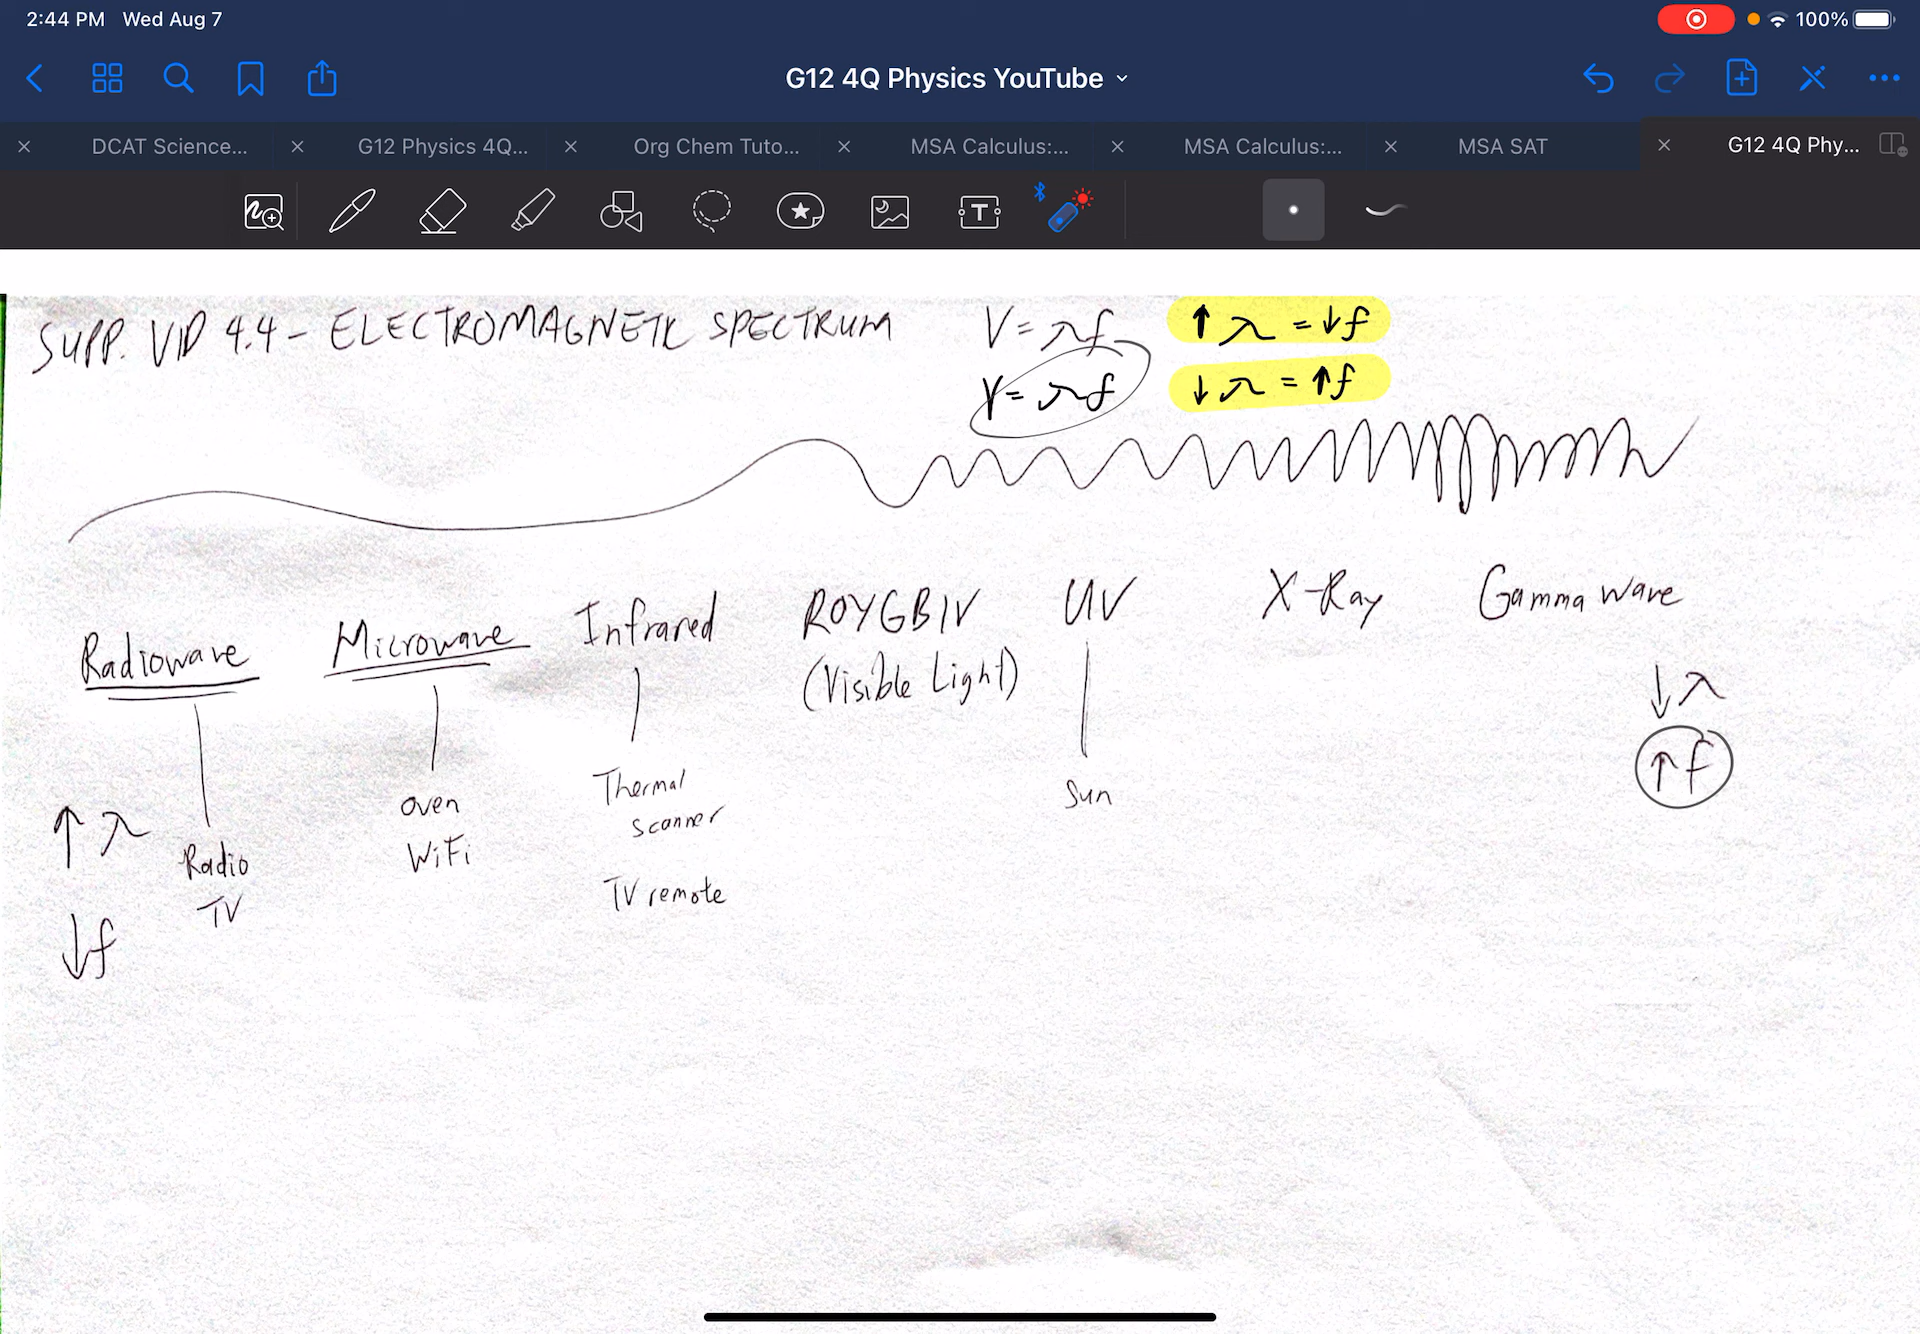 2:44 PM Wed Aug 7
100%
G12 4Q Physics YouTube
DCAT Science...
G12 Physics 4Q...
Org Chem Tuto...
MSA Calculus:...
MSA Calculus:...
MSA SAT
G12 4Q Phy...
SUPP. VID 4.4 - ELECTROMAGNETIC SPECTRUM
V = λf
V = λf
↑ λ = ↓ f
↓ λ = ↑ f
Radiowave
Microwave
Infrared
ROYGBIV
(Visible Light)
UV
X-Ray
Gamma Wave
↓ λ
↑ f
↑ λ
↓ f
Radio
TV
oven
WiFi
Thermal
scanner
TV remote
Sun